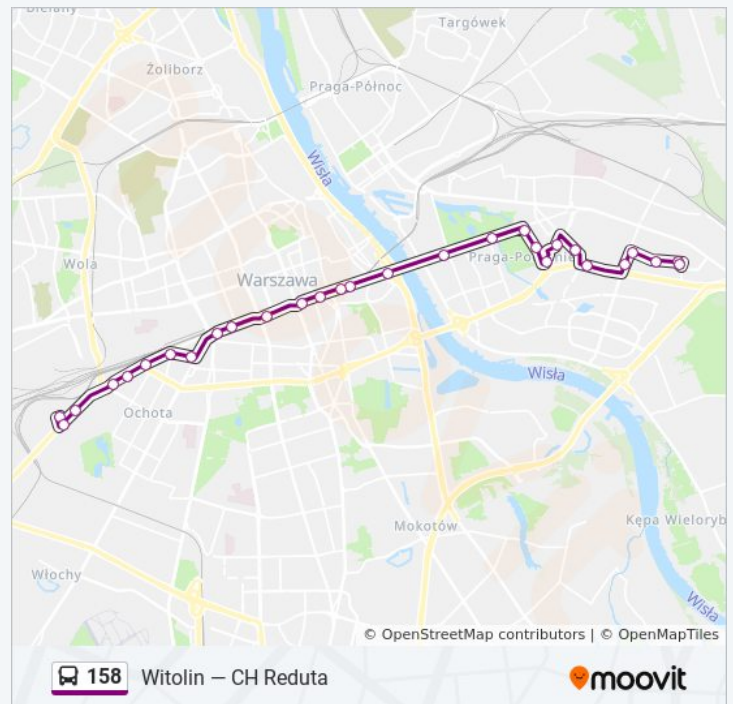 Bielany
Targówek
Żoliborz
Praga-Północ
Wisła
Wola
Praga-Południe
Warszawa
Wisła
Ochota
Mokotów
Kępa Wieloryb
Włochy
Wisła
© OpenStreetMap contributors | © OpenMapTiles
158 Witolin — CH Reduta
moovit